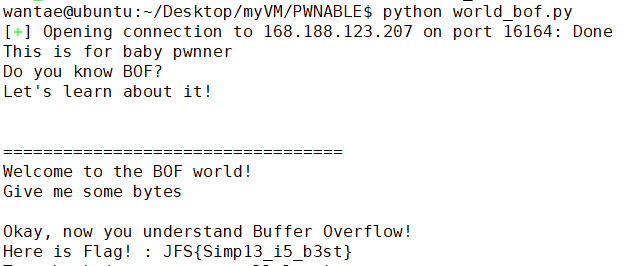 wantae@ubuntu:~/Desktop/myVM/PWNABLE$ python world_bof.py
[+] Opening connection to 168.188.123.207 on port 16164: Done
This is for baby pwnner
Do you know BOF?
Let's learn about it!
==================================
Welcome to the BOF world!
Give me some bytes
Okay, now you understand Buffer Overflow!
Here is Flag! : JFS{Simp13_i5_b3st}